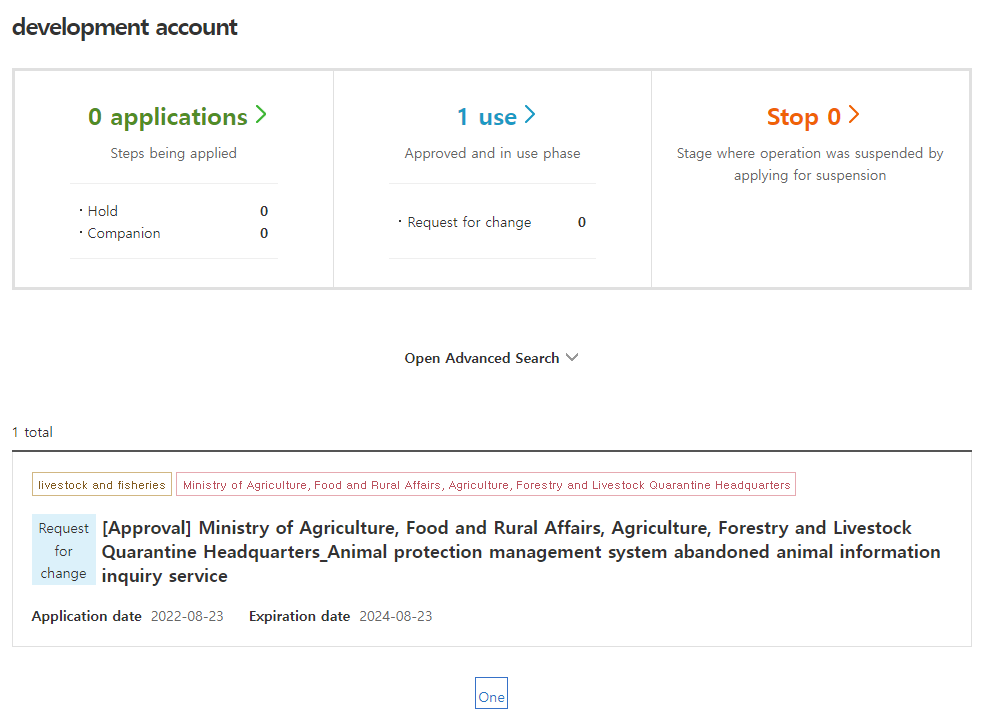 development account
0 applications
Steps being applied
· Hold 0
· Companion 0
1 use
Approved and in use phase
· Request for change 0
Stop 0
Stage where operation was suspended by
applying for suspension
Open Advanced Search
1 total
livestock and fisheries
Ministry of Agriculture, Food and Rural Affairs, Agriculture, Forestry and Livestock Quarantine Headquarters
Request
for
change
[Approval] Ministry of Agriculture, Food and Rural Affairs, Agriculture, Forestry and Livestock
Quarantine Headquarters_Animal protection management system abandoned animal information
inquiry service
Application date 2022-08-23 Expiration date 2024-08-23
One